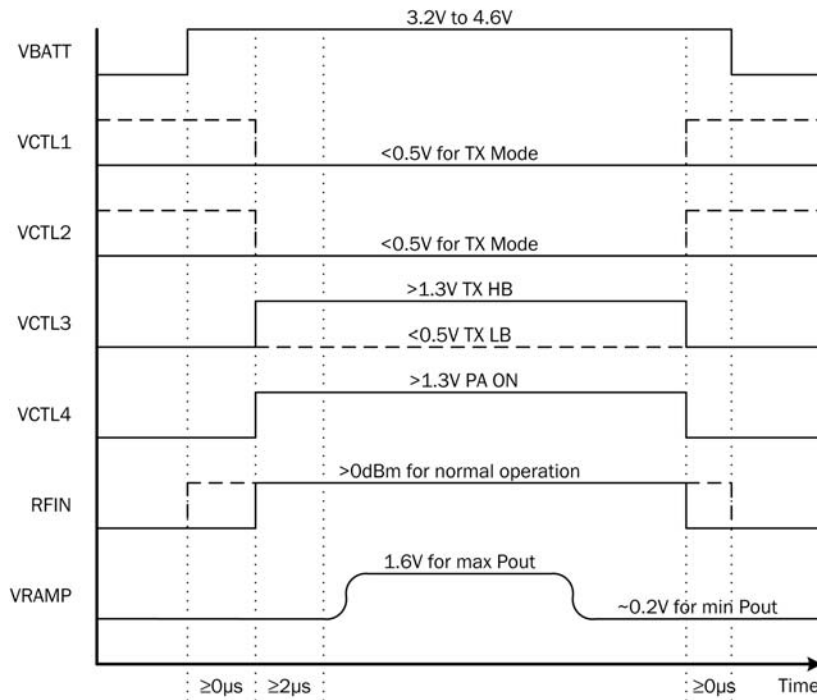 3.2V to 4.6V
VBATT
VCTL1
<0.5V for TX Mode
VCTL2
<0.5V for TX Mode
>1.3V TX HB
VCTL3
<0.5V TX LB
>1.3V PA ON
VCTL4
>0dBm for normal operation
RFIN
1.6V for max Pout
VRAMP
~0.2V for min Pout
≥0µs ≥2µs ≥0µs Time